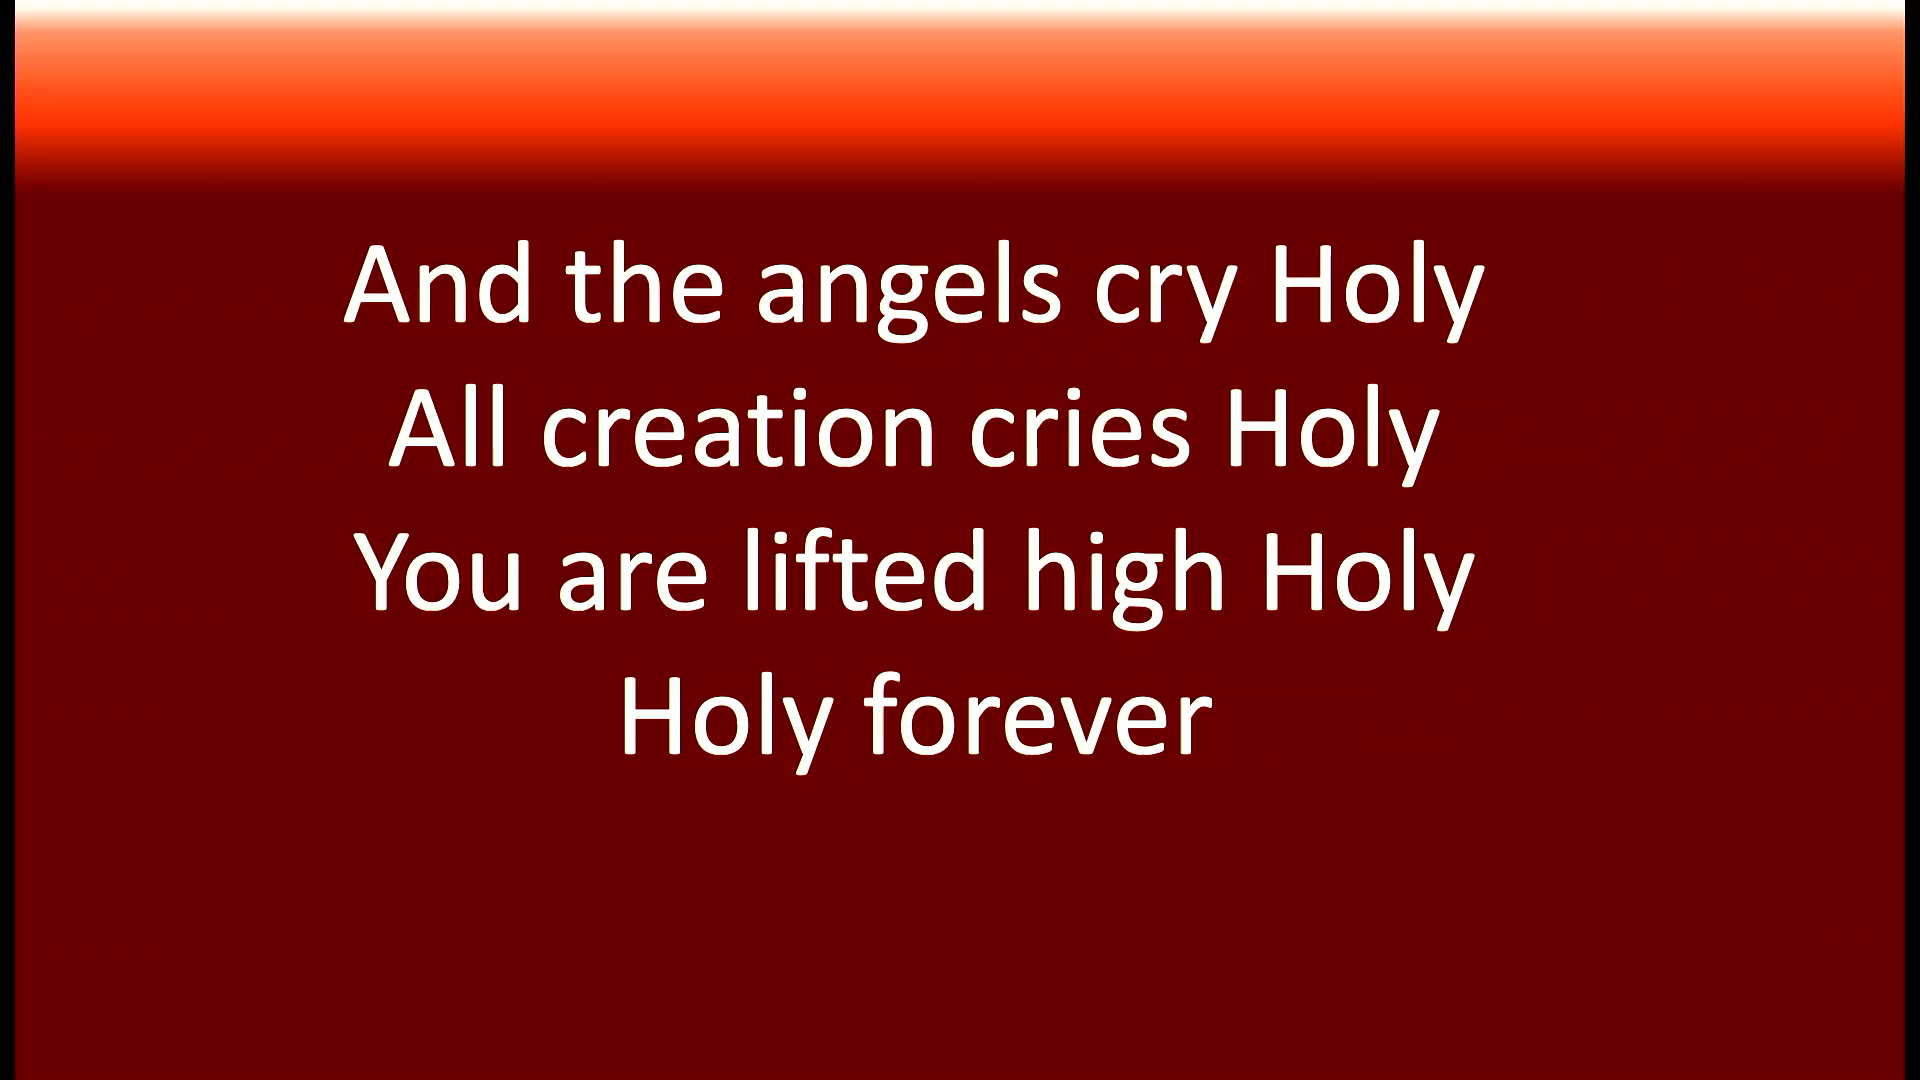 And the angels cry Holy
All creation cries Holy
You are lifted high Holy
Holy forever